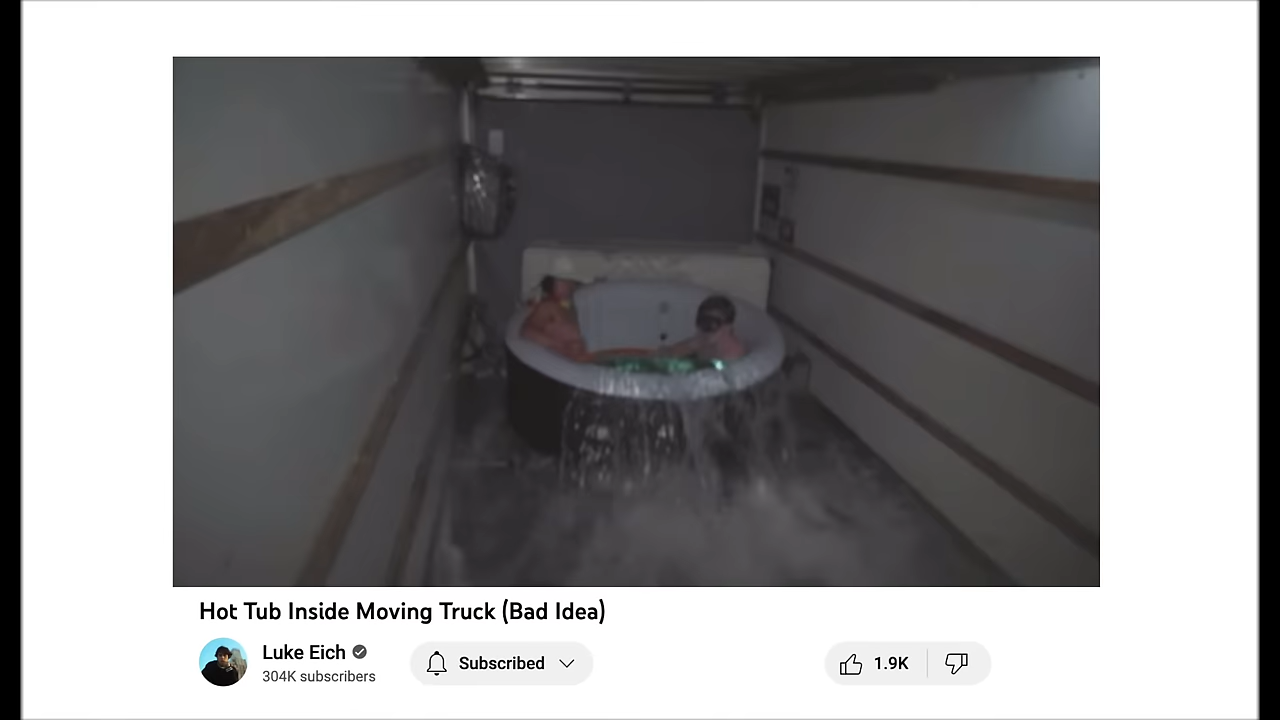 Hot Tub Inside Moving Truck (Bad Idea)
Luke Eich
304K subscribers
Subscribed
1.9K